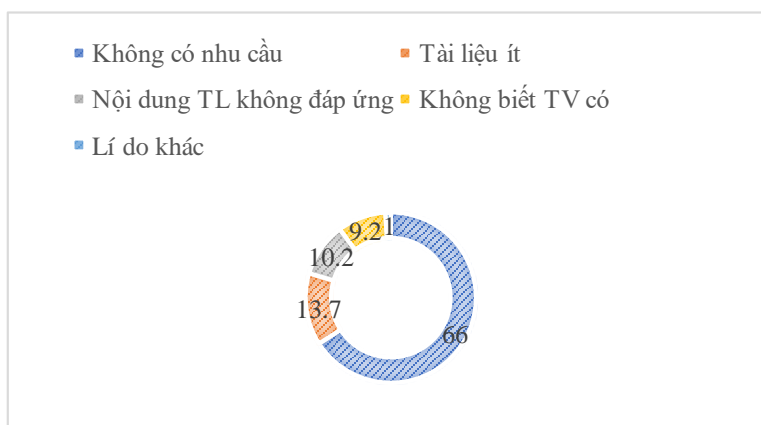 Không có nhu cầu
Tài liệu ít
Nội dung TL không đáp ứng
Không biết TV có
Lí do khác
9.2
1
10.2
13.7
66